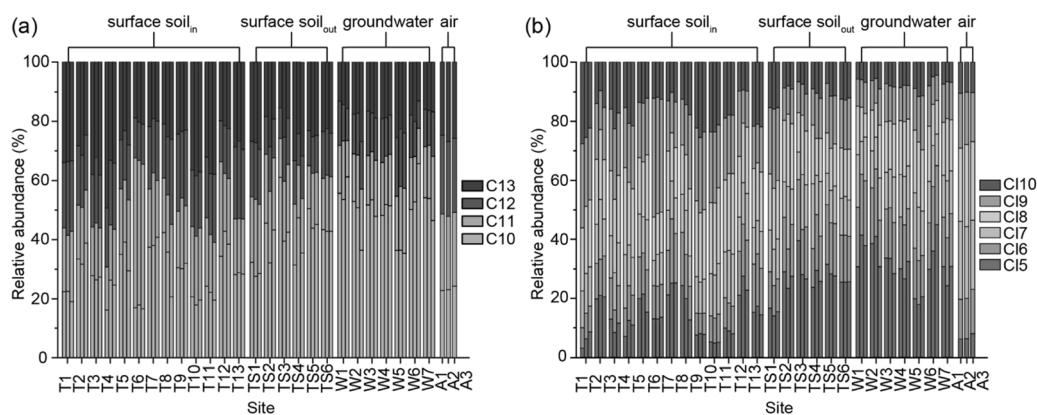 (a)
surface soil_in surface soil_out groundwater air
Relative abundance (%)
100
80
60
40
20
0
C13
C12
C11
C10
T1 T2 T3 T4 T5 T6 T7 T8 T9 T10 T11 T12 T13 TS1 TS2 TS3 TS4 TS5 TS6 W1 W2 W3 W4 W5 W6 W7 A1 A2 A3
Site
(b)
surface soil_in surface soil_out groundwater air
Relative abundance (%)
100
80
60
40
20
0
Cl10
Cl9
Cl8
Cl7
Cl6
Cl5
T1 T2 T3 T4 T5 T6 T7 T8 T9 T10 T11 T12 T13 TS1 TS2 TS3 TS4 TS5 TS6 W1 W2 W3 W4 W5 W6 W7 A1 A2 A3
Site